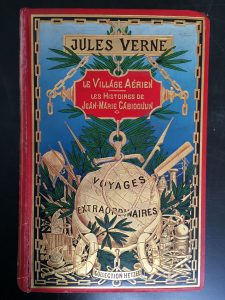 JULES VERNE
LE VILLAGE AÉRIEN
LES HISTOIRES DE
JEAN-MARIE CABIDOULIN
VOYAGES
EXTRAORDINAIRES
COLLECTION HETZEL